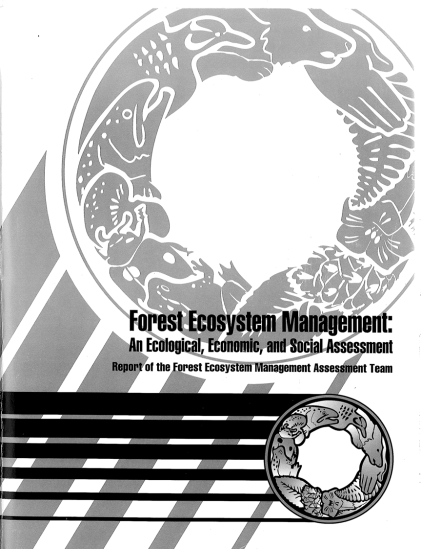 Forest Ecosystem Management:
An Ecological, Economic, and Social Assessment
Report of the Forest Ecosystem Management Assessment Team